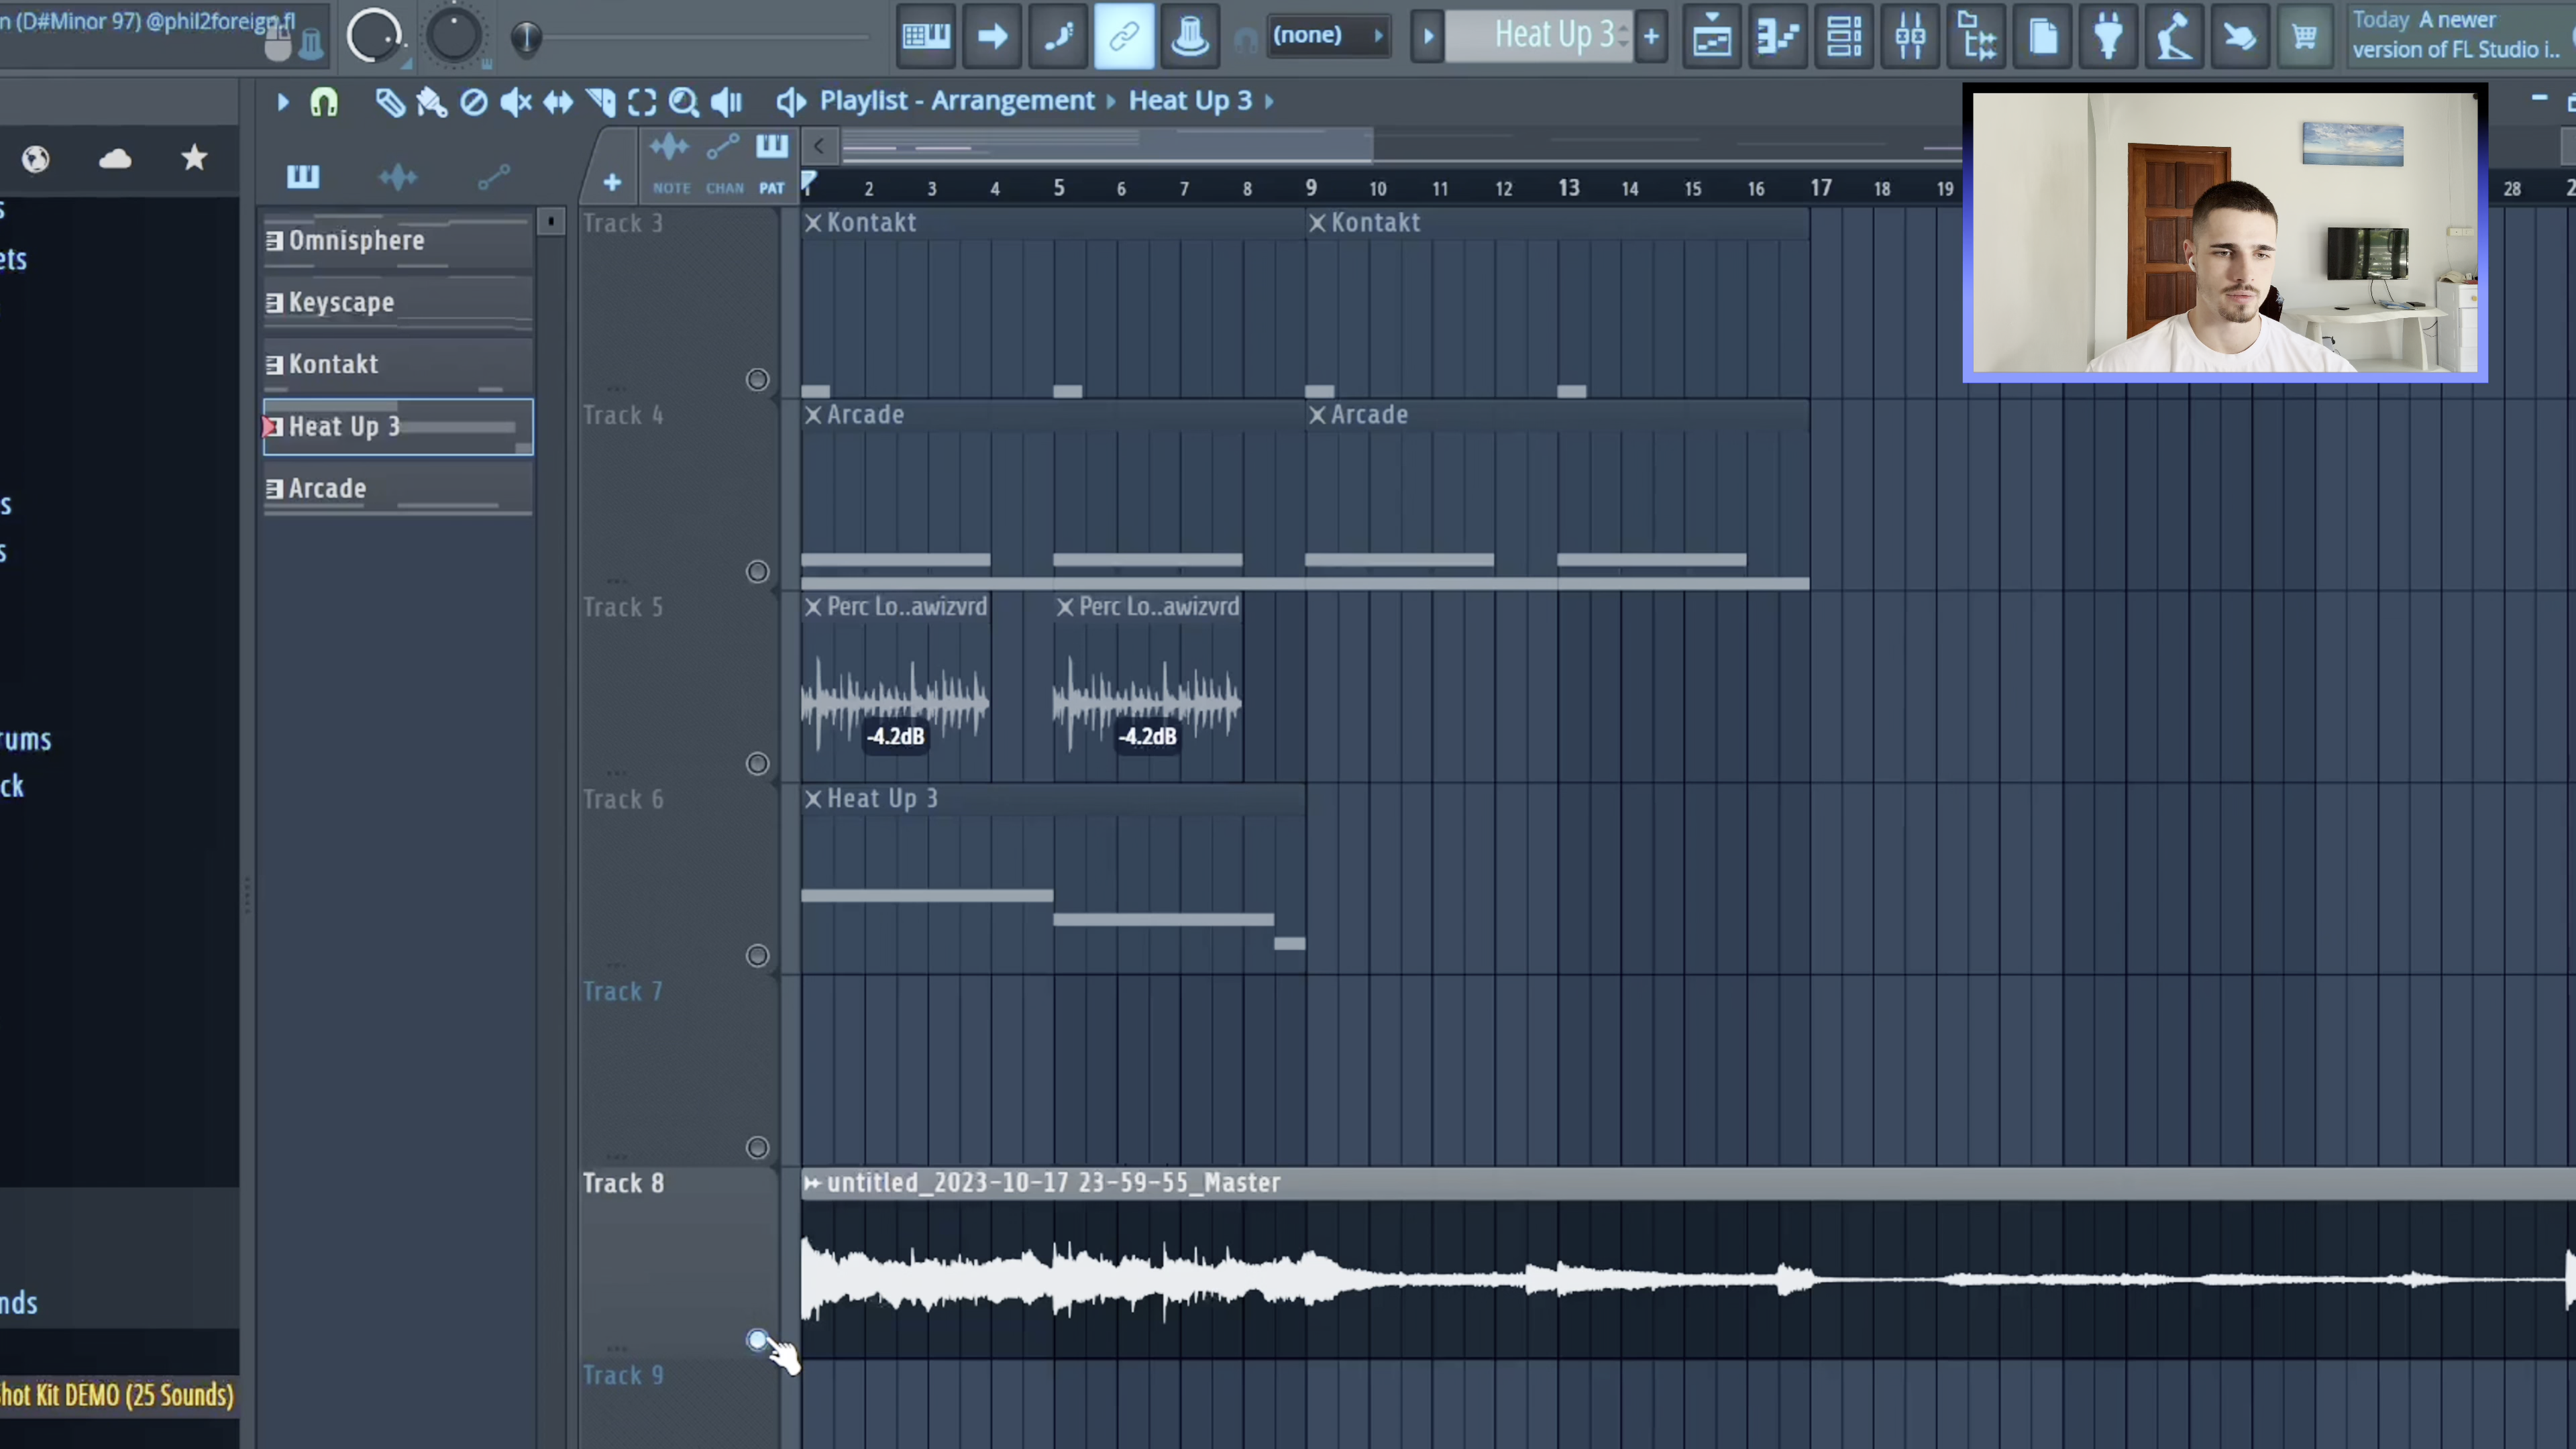 n (D#Minor 97) @phil2foreign.fl
(none)
Heat Up 3
Today A newer
version of FL Studio i..
Playlist - Arrangement
Heat Up 3
NOTE CHAN PAT
2 3 4 5 6 7 8 9 10 11 12 13 14 15 16 17 18 19 28
Omnisphere
Keyscape
Kontakt
Heat Up 3
Arcade
ets
rums
ck
nds
hot Kit DEMO (25 Sounds)
Track 3
Kontakt
Kontakt
Track 4
Arcade
Arcade
Track 5
Perc Lo..awizvrd
Perc Lo..awizvrd
-4.2dB
-4.2dB
Track 6
Heat Up 3
Track 7
Track 8
untitled_2023-10-17 23-59-55_Master
Track 9